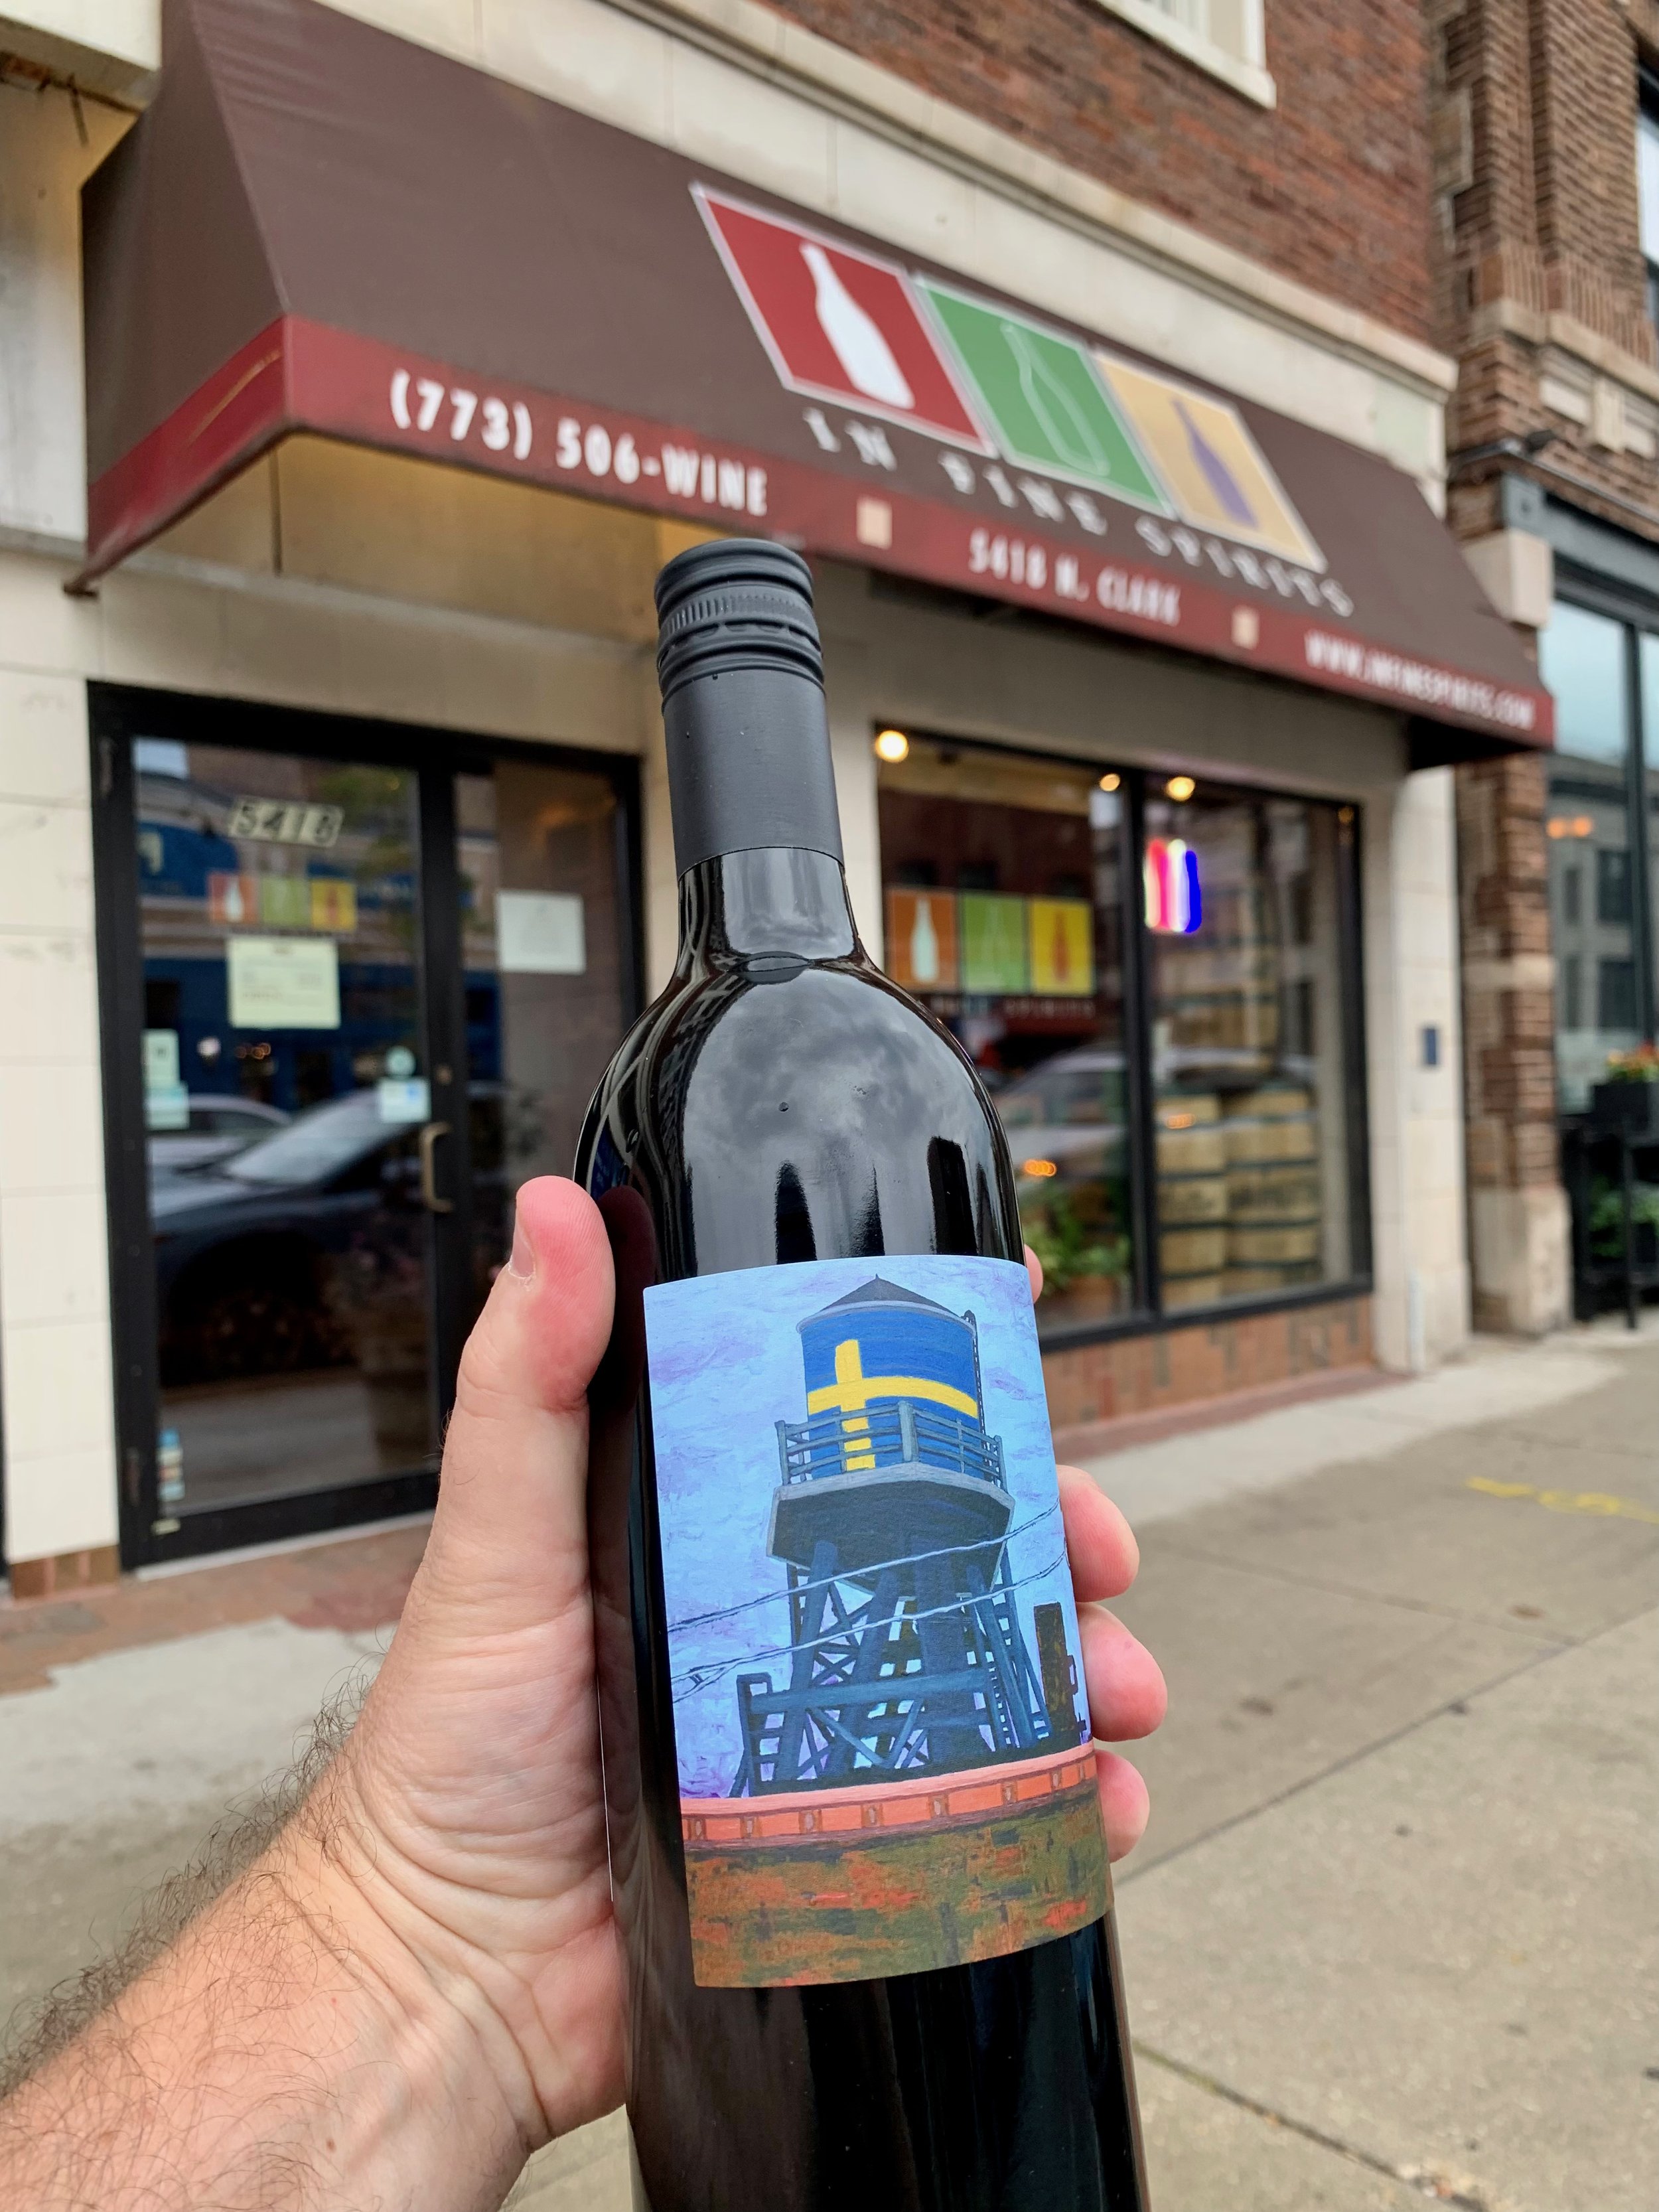 IN FINE SPIRITS
(773) 506-WINE
5418 N. CLARK
WWW.INFINESPIRITS.COM
5418